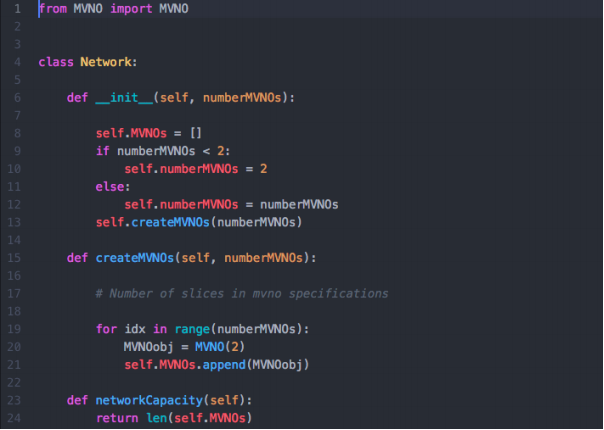 1 from MVNO import MVNO
2
3
4 class Network:
5
6     def __init__(self, numberMVNOs):
7
8         self.MVNOs = []
9         if numberMVNOs < 2:
10             self.numberMVNOs = 2
11         else:
12             self.numberMVNOs = numberMVNOs
13         self.createMVNOs(numberMVNOs)
14
15     def createMVNOs(self, numberMVNOs):
16
17         # Number of slices in mvno specifications
18
19         for idx in range(numberMVNOs):
20             MVNOobj = MVNO(2)
21             self.MVNOs.append(MVNOobj)
22
23     def networkCapacity(self):
24         return len(self.MVNOs)